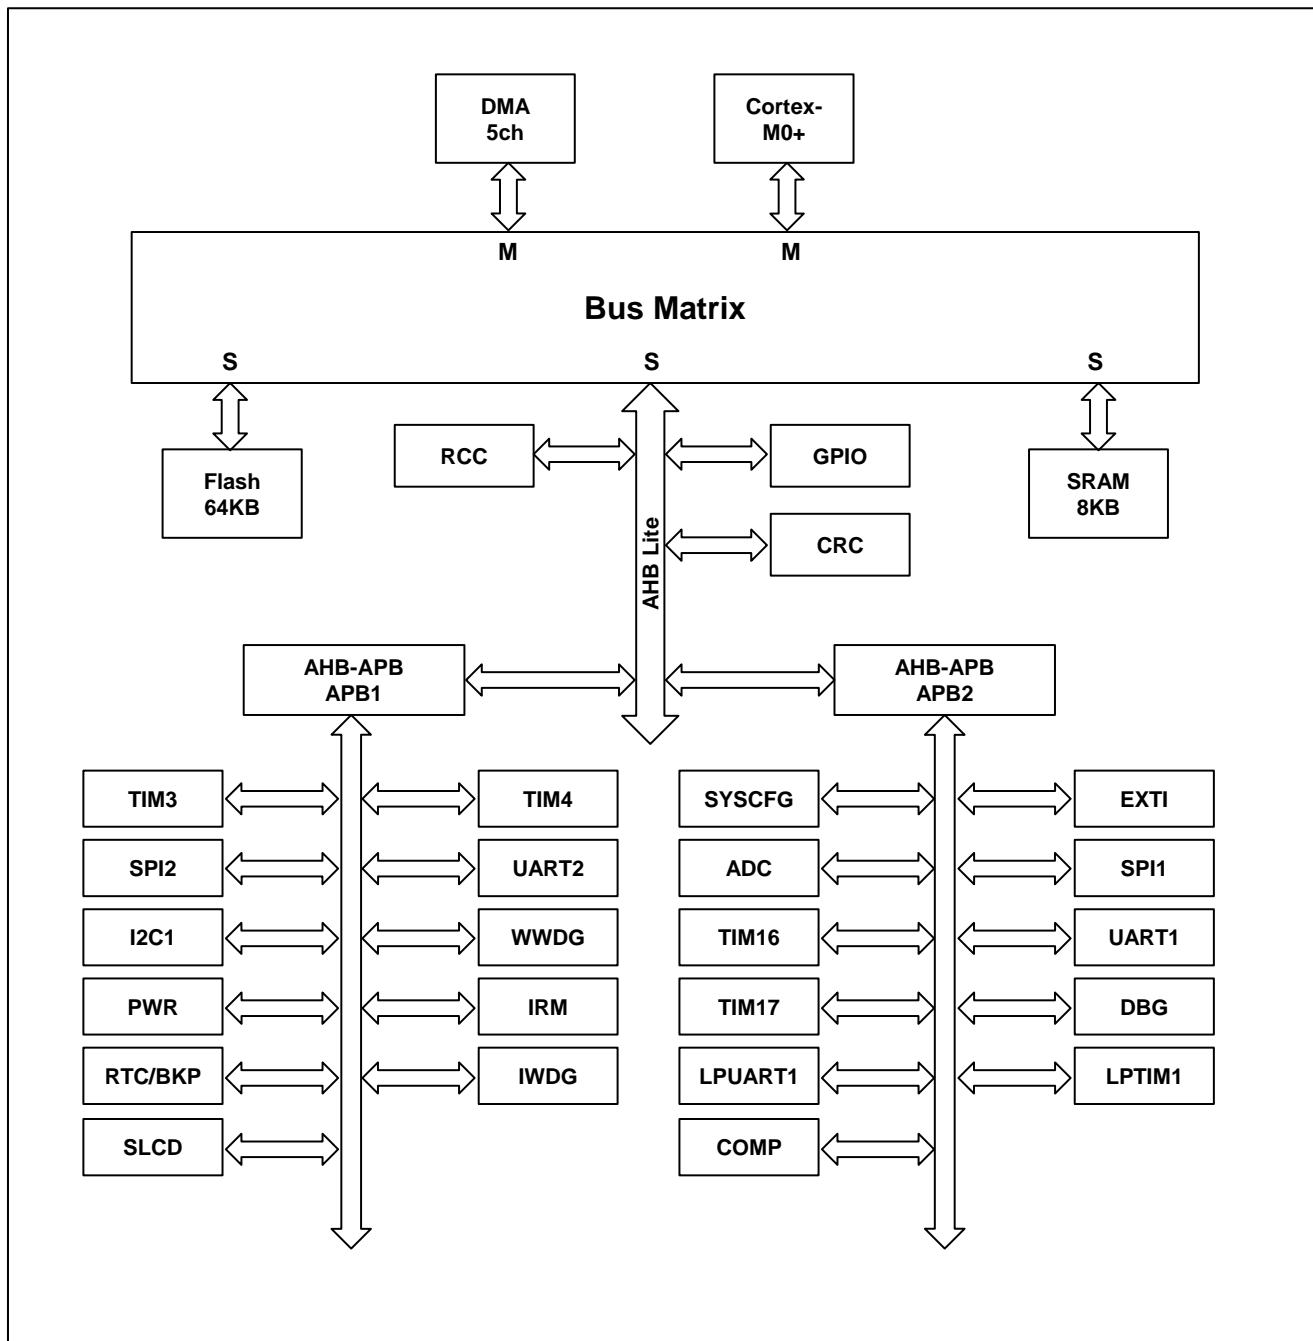 DMA
5ch
Cortex-
M0+
M
M
Bus Matrix
S
S
S
Flash
64KB
RCC
GPIO
SRAM
8KB
CRC
AHB Lite
AHB-APB
APB1
AHB-APB
APB2
TIM3
TIM4
SYSCFG
EXTI
SPI2
UART2
ADC
SPI1
I2C1
WWDG
TIM16
UART1
PWR
IRM
TIM17
DBG
RTC/BKP
IWDG
LPUART1
LPTIM1
SLCD
COMP